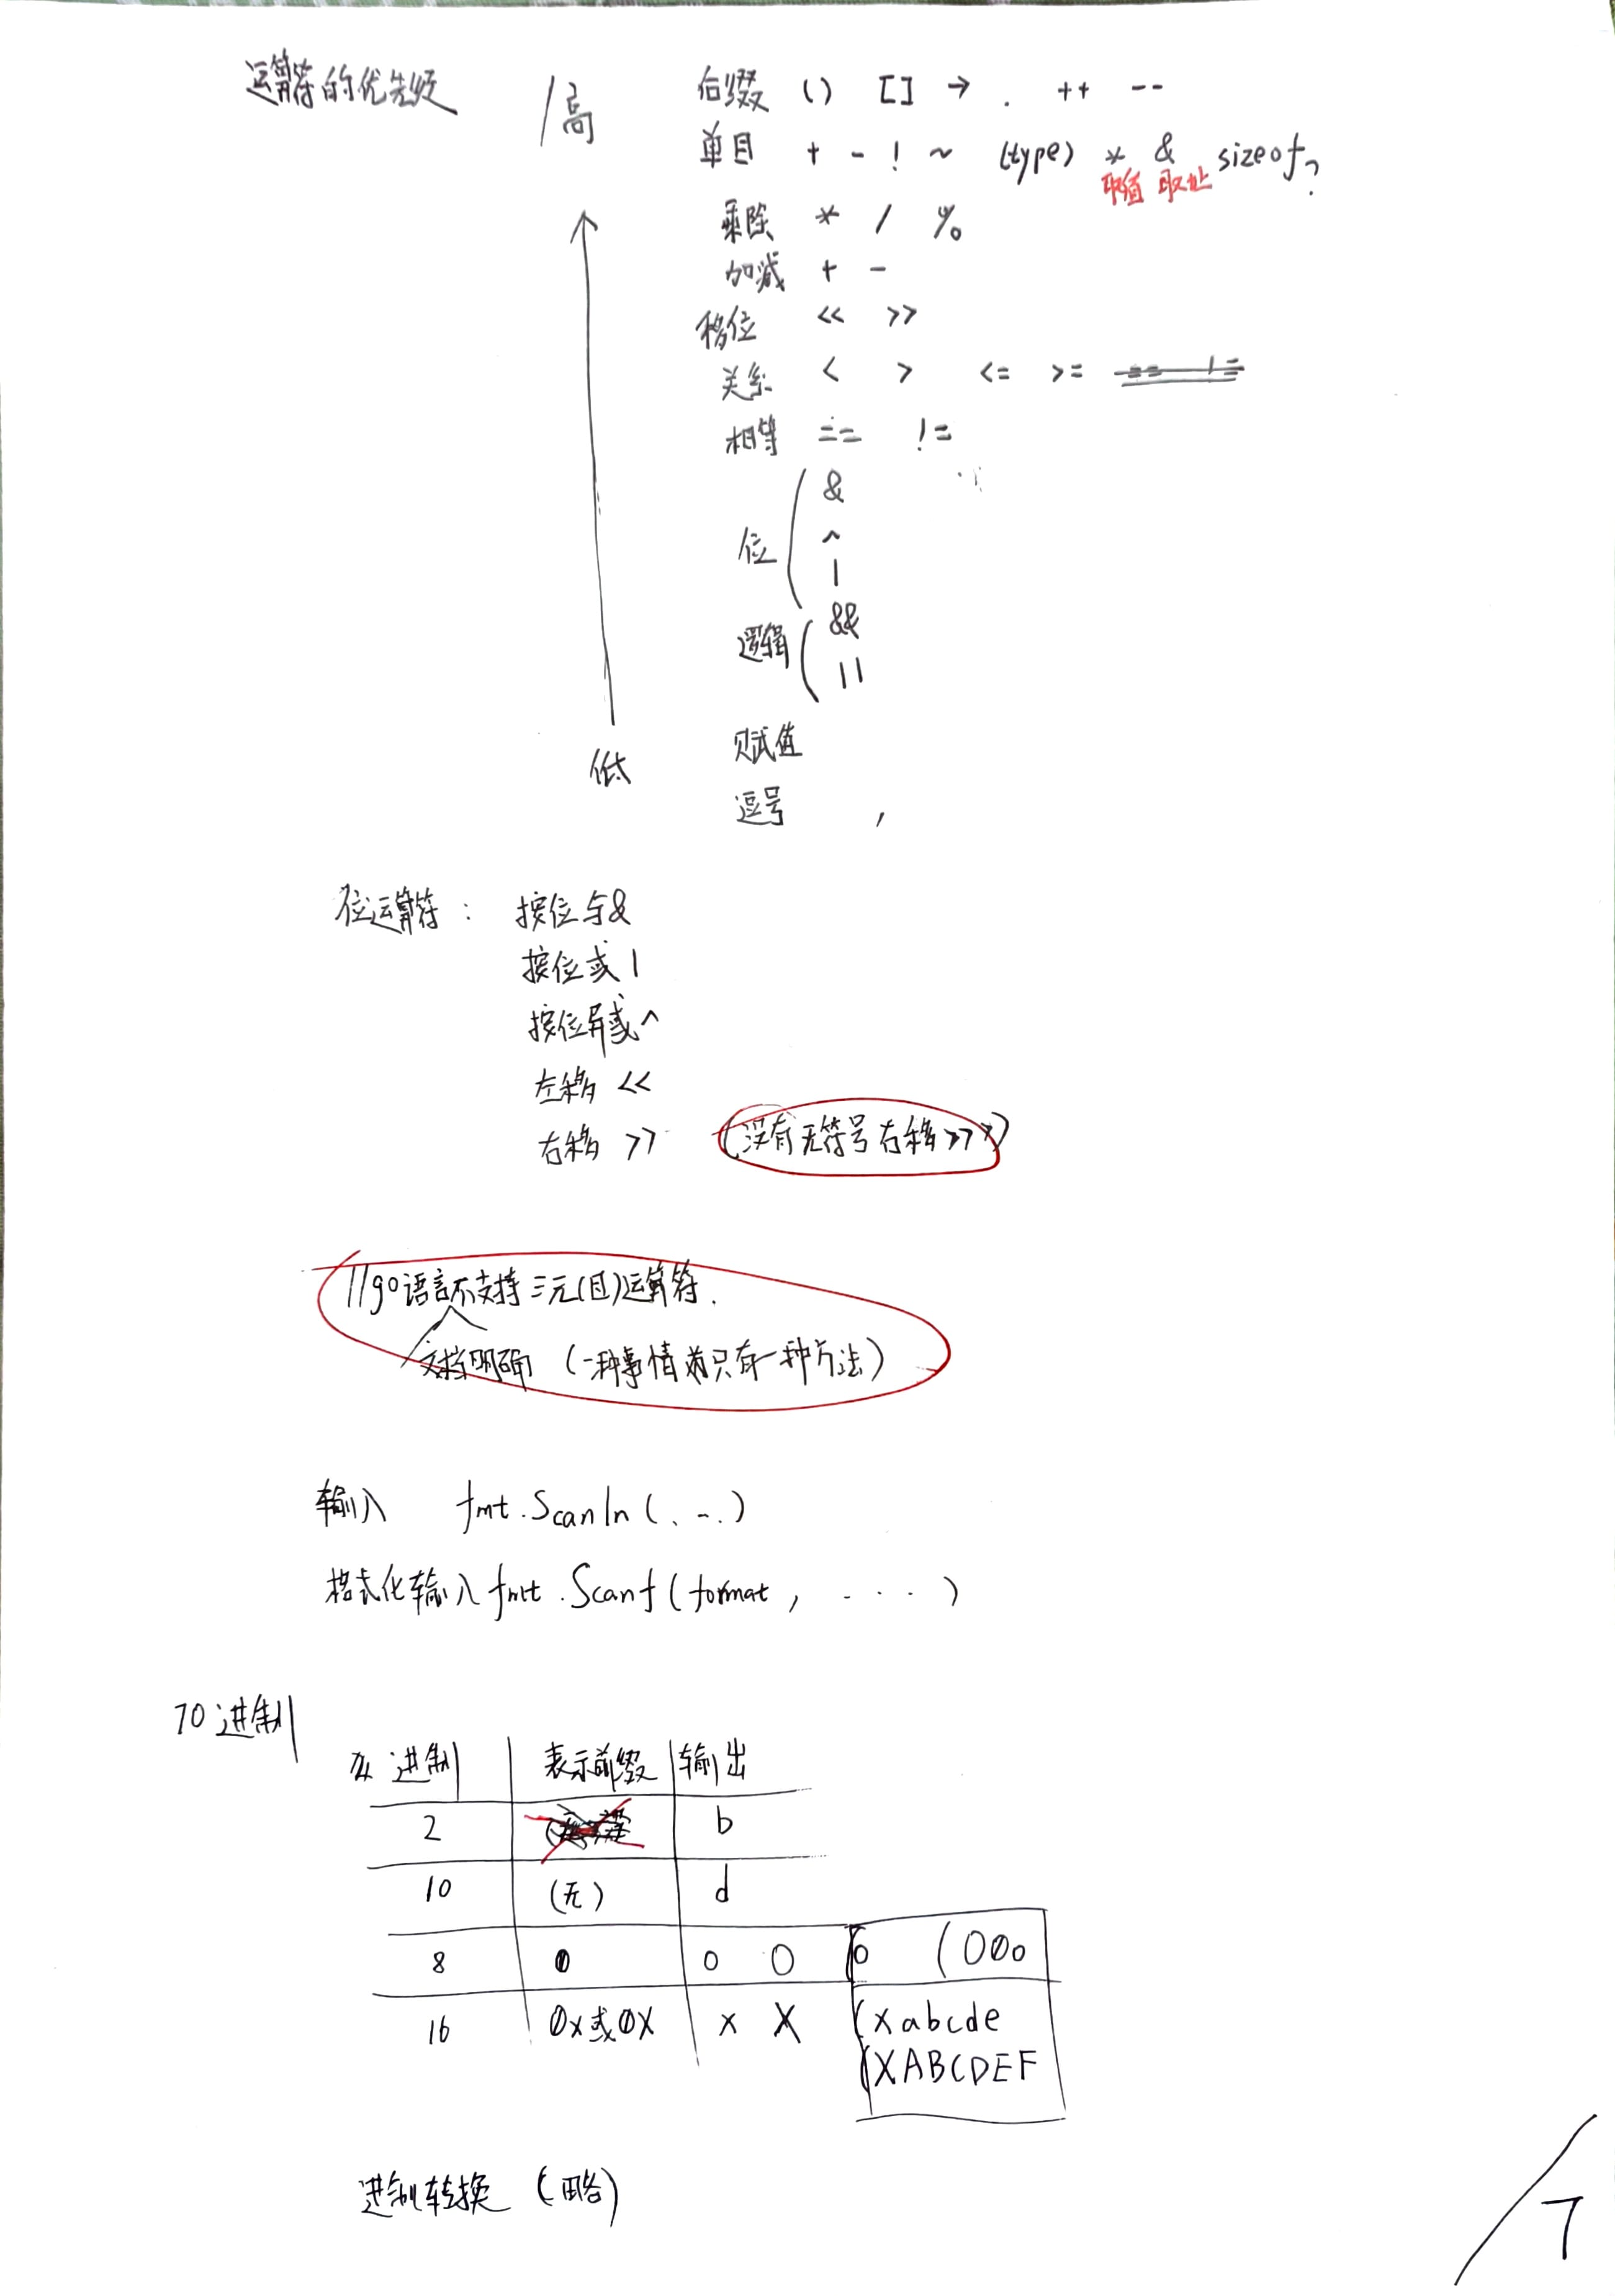 运算符的优先级
高
后缀 () [] → . ++ --
单目 + - ! ~ (type) * & sizeof?
取值 取址
乘除 * / %
加减 + -
移位 << >>
关系 < > <= >= == !=
相等 == !=
位 &
^
|
逻辑 &&
||
赋值
低
逗号 ,
位运算符: 按位与&
按位或 |
按位异或^
左移 <<
右移 >> (没有无符号右移>>>)
//go语言不支持三元(目)运算符.
文档明确 (一种事情只有一种方法)
输入 fmt.Scanln(...)
格式化输入 fmt.Scanf(format, ....)
10进制
进制 表示前缀 输出
2 b
10 (无) d
8 0 o O (o (O0o
16 0x或0X x X (xabcde
(XABCDEF
进制转换 (略)
7